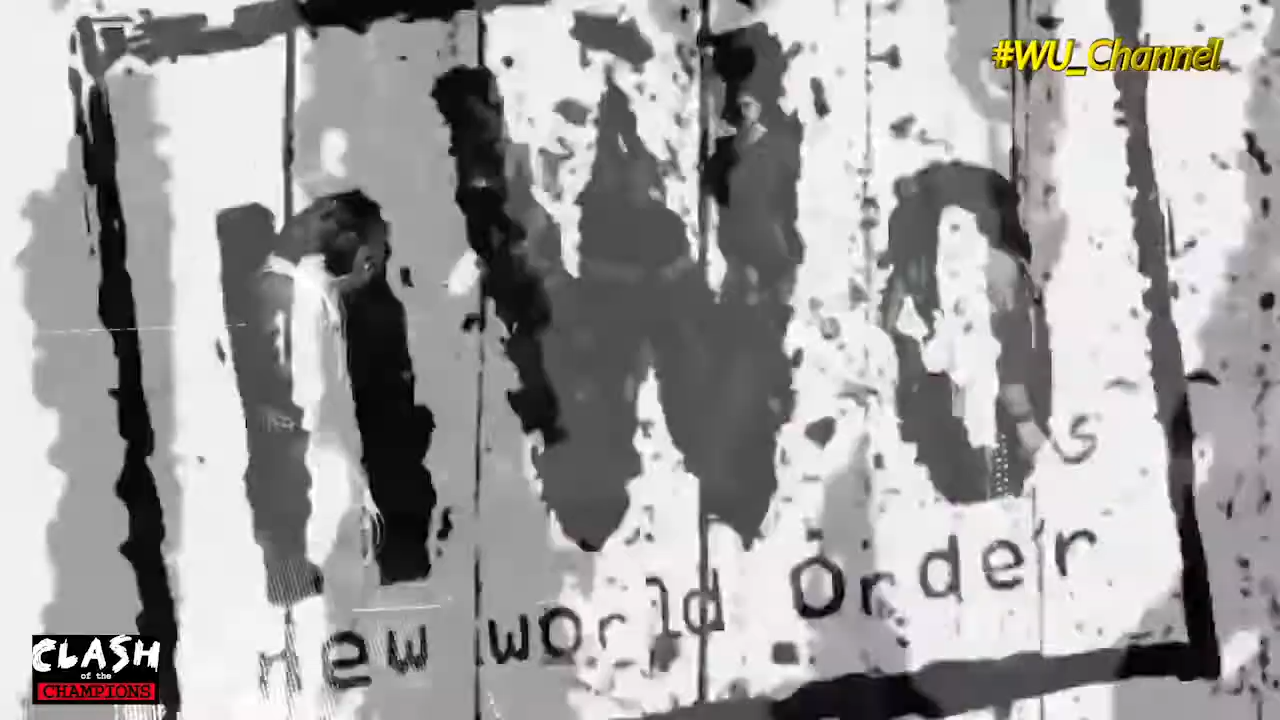 #WU_Channel
nWo
s
new world order
CLASH
of the
CHAMPIONS